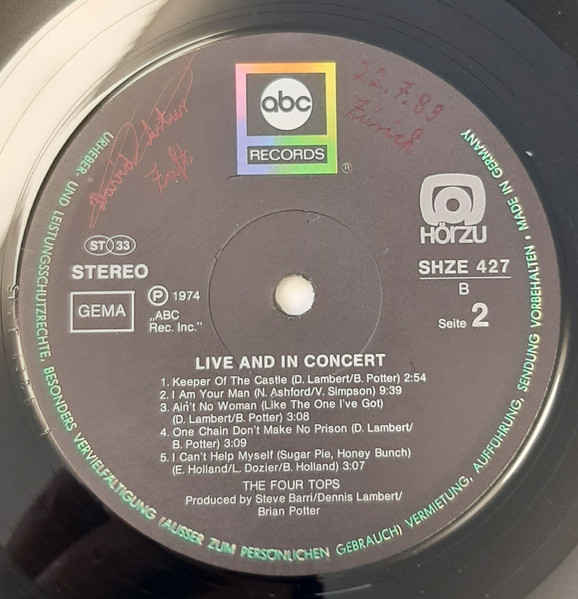 22.7.89
Zürich
David
abc
RECORDS
®
HÖRZU
ST 33
STEREO
SHZE 427
B
GEMA
Ⓟ 1974
„ABC
Rec. Inc.“
Seite 2
LIVE AND IN CONCERT
1. Keeper Of The Castle (D. Lambert/B. Potter) 2:54
2. I Am Your Man (N. Ashford/V. Simpson) 9:39
3. Ain't No Woman (Like The One I've Got)
(D. Lambert/B. Potter) 3:08
4. One Chain Don't Make No Prison (D. Lambert/
B. Potter) 3:09
5. I Can't Help Myself (Sugar Pie, Honey Bunch)
(E. Holland/L. Dozier/B. Holland) 3:07
THE FOUR TOPS
Produced by Steve Barri/Dennis Lambert/
Brian Potter
URHEBER- UND LEISTUNGSSCHUTZRECHTE, BESONDERS VERVIELFÄLTIGUNG (AUSSER ZUM PERSÖNLICHEN GEBRAUCH) VERMIETUNG, AUFFÜHRUNG, SENDUNG VORBEHALTEN • MADE IN GERMANY